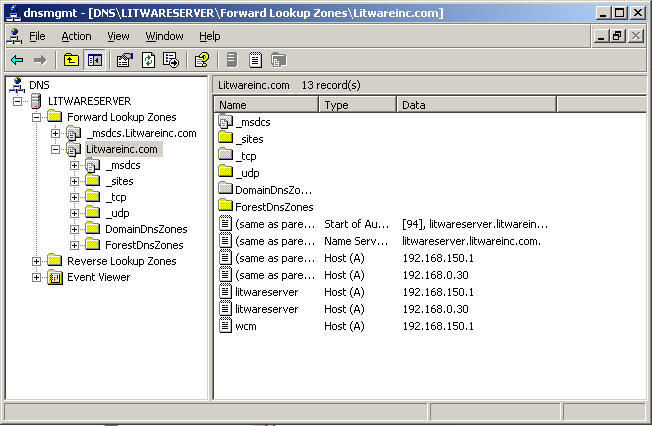 dnsmgmt - [DNS\LITWARESERVER\Forward Lookup Zones\Litwareinc.com]
File Action View Window Help
DNS
LITWARESERVER
Forward Lookup Zones
_msdcs.Litwareinc.com
Litwareinc.com
_msdcs
_sites
_tcp
_udp
DomainDnsZones
ForestDnsZones
Reverse Lookup Zones
Event Viewer
Litwareinc.com 13 record(s)
Name Type Data
_msdcs
_sites
_tcp
_udp
DomainDnsZo...
ForestDnsZones
(same as pare... Start of Au... [94], litwareserver.litwarein...
(same as pare... Name Serv... litwareserver.litwareinc.com.
(same as pare... Host (A) 192.168.150.1
(same as pare... Host (A) 192.168.0.30
litwareserver Host (A) 192.168.150.1
litwareserver Host (A) 192.168.0.30
wcm Host (A) 192.168.150.1